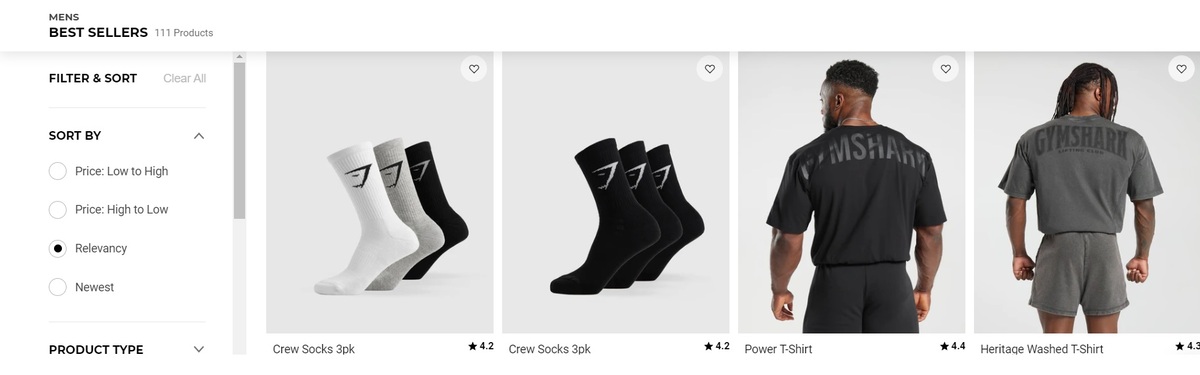 MENS
BEST SELLERS 111 Products
FILTER & SORT Clear All
SORT BY
Price: Low to High
Price: High to Low
Relevancy
Newest
PRODUCT TYPE
GYMSHARK
GYMSHARK
Crew Socks 3pk 4.2
Crew Socks 3pk 4.2
Power T-Shirt 4.4
Heritage Washed T-Shirt 4.3